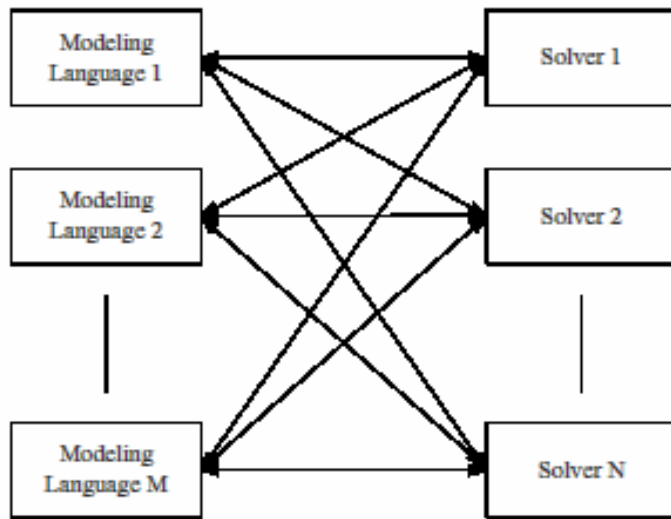 Modeling
Language 1
Solver 1
Modeling
Language 2
Solver 2
Modeling
Language M
Solver N